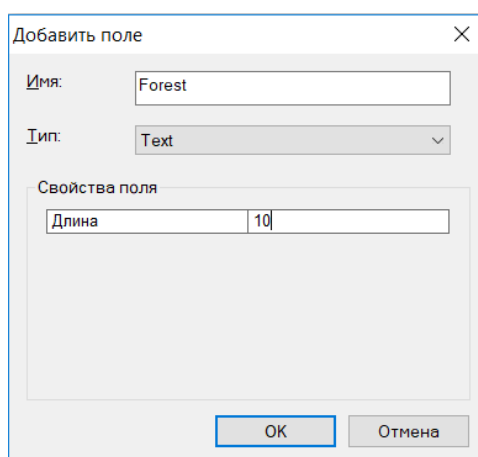 Добавить поле
Имя: Forest
Тип: Text
Свойства поля
Длина 10
OK Отмена